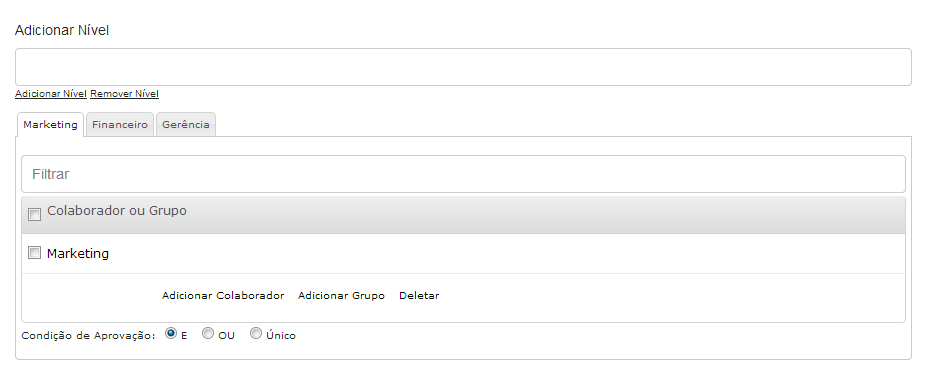 Adicionar Nível
Adicionar Nível Remover Nível
Marketing Financeiro Gerência
Filtrar
Colaborador ou Grupo
Marketing
Adicionar Colaborador Adicionar Grupo Deletar
Condição de Aprovação: E OU Único